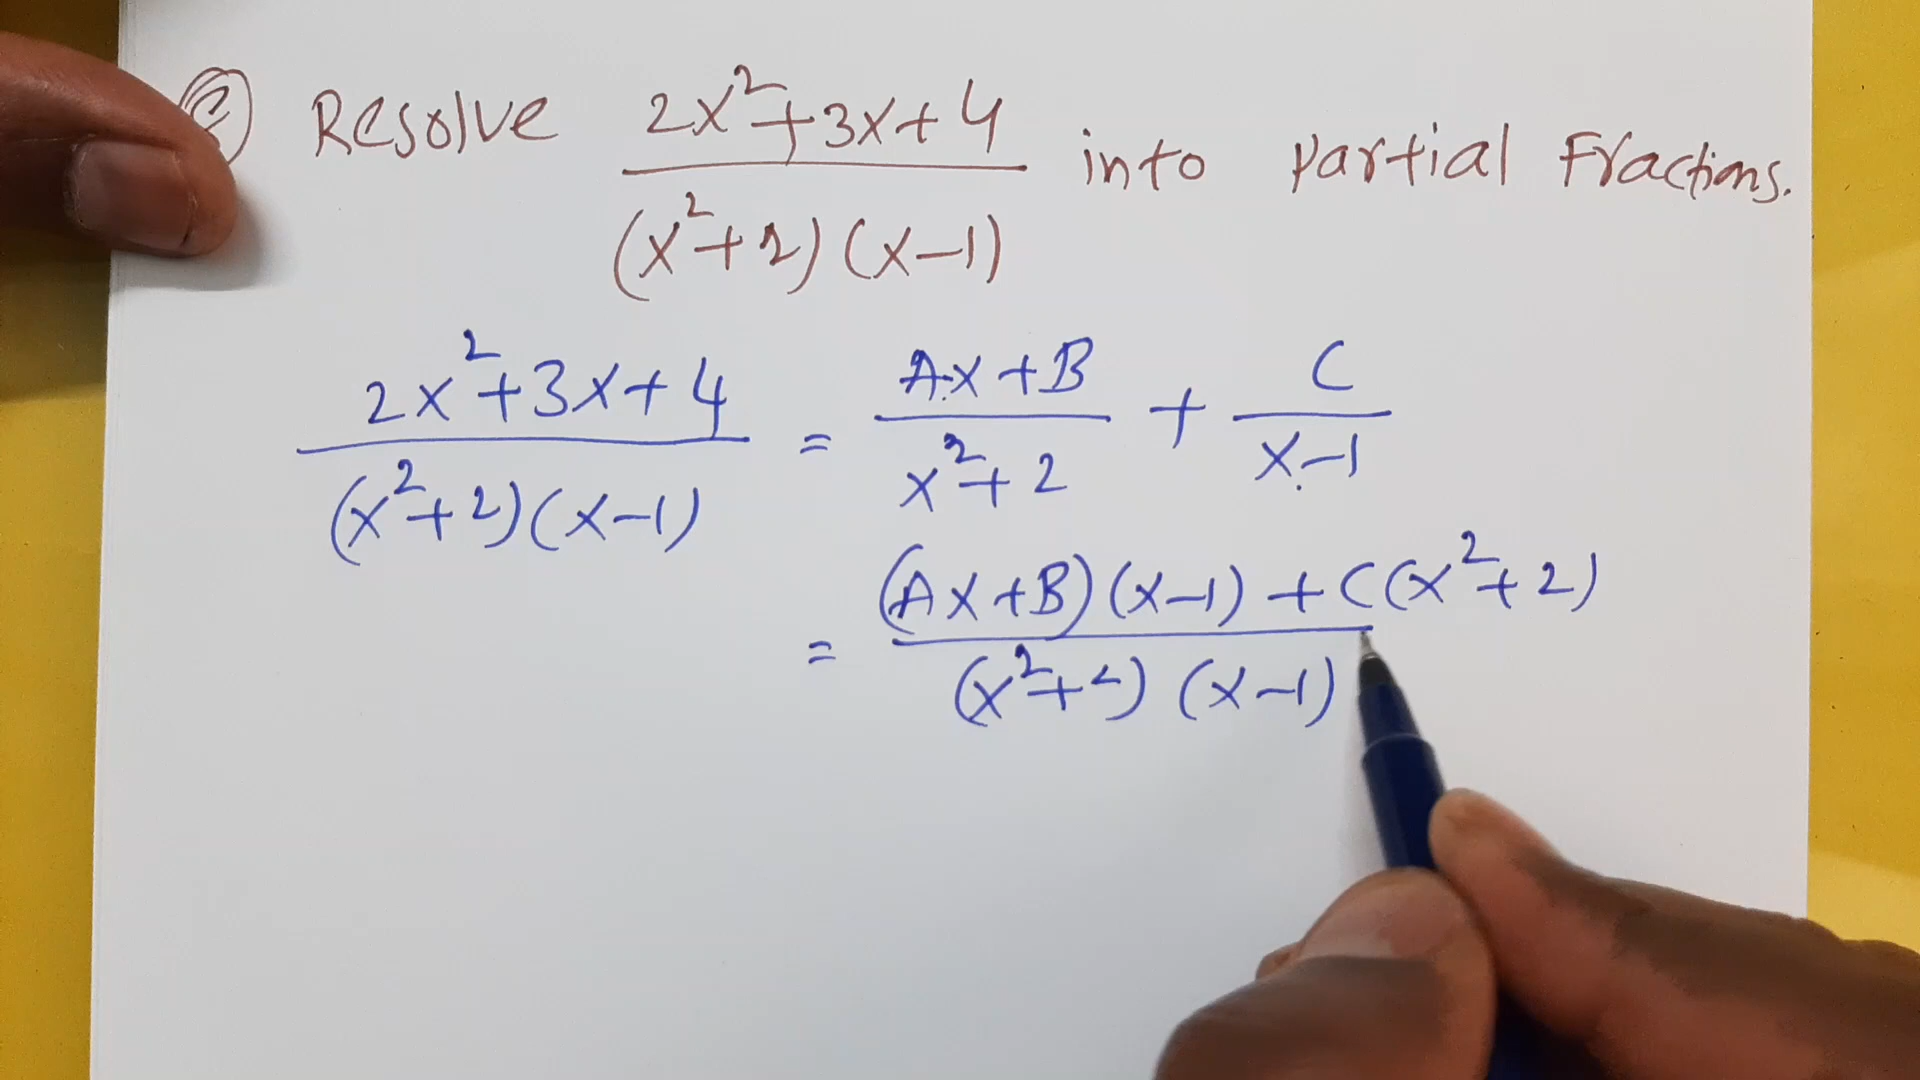 Resolve (2x²+3x+4)/((x²+2)(x-1)) into Partial Fractions.
(2x²+3x+4)/((x²+2)(x-1)) = (Ax+B)/(x²+2) + C/(x-1)
= ((Ax+B)(x-1)+C(x²+2))/((x²+2)(x-1))